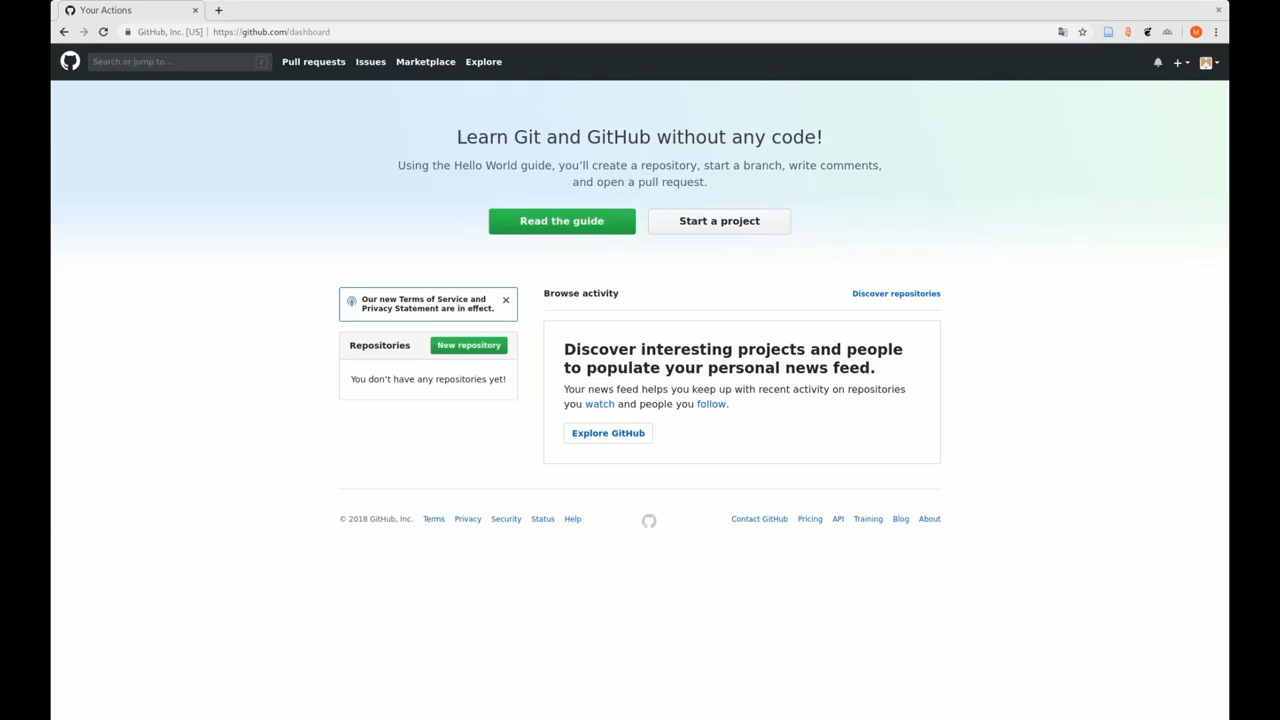 Your Actions
GitHub, Inc. [US] | https://github.com/dashboard
M
Search or jump to... /
Pull requests Issues Marketplace Explore
Learn Git and GitHub without any code!
Using the Hello World guide, you’ll create a repository, start a branch, write comments,
and open a pull request.
Read the guide Start a project
Our new Terms of Service and
Privacy Statement are in effect.
Repositories New repository
You don’t have any repositories yet!
Browse activity Discover repositories
Discover interesting projects and people
to populate your personal news feed.
Your news feed helps you keep up with recent activity on repositories
you watch and people you follow.
Explore GitHub
© 2018 GitHub, Inc. Terms Privacy Security Status Help
Contact GitHub Pricing API Training Blog About